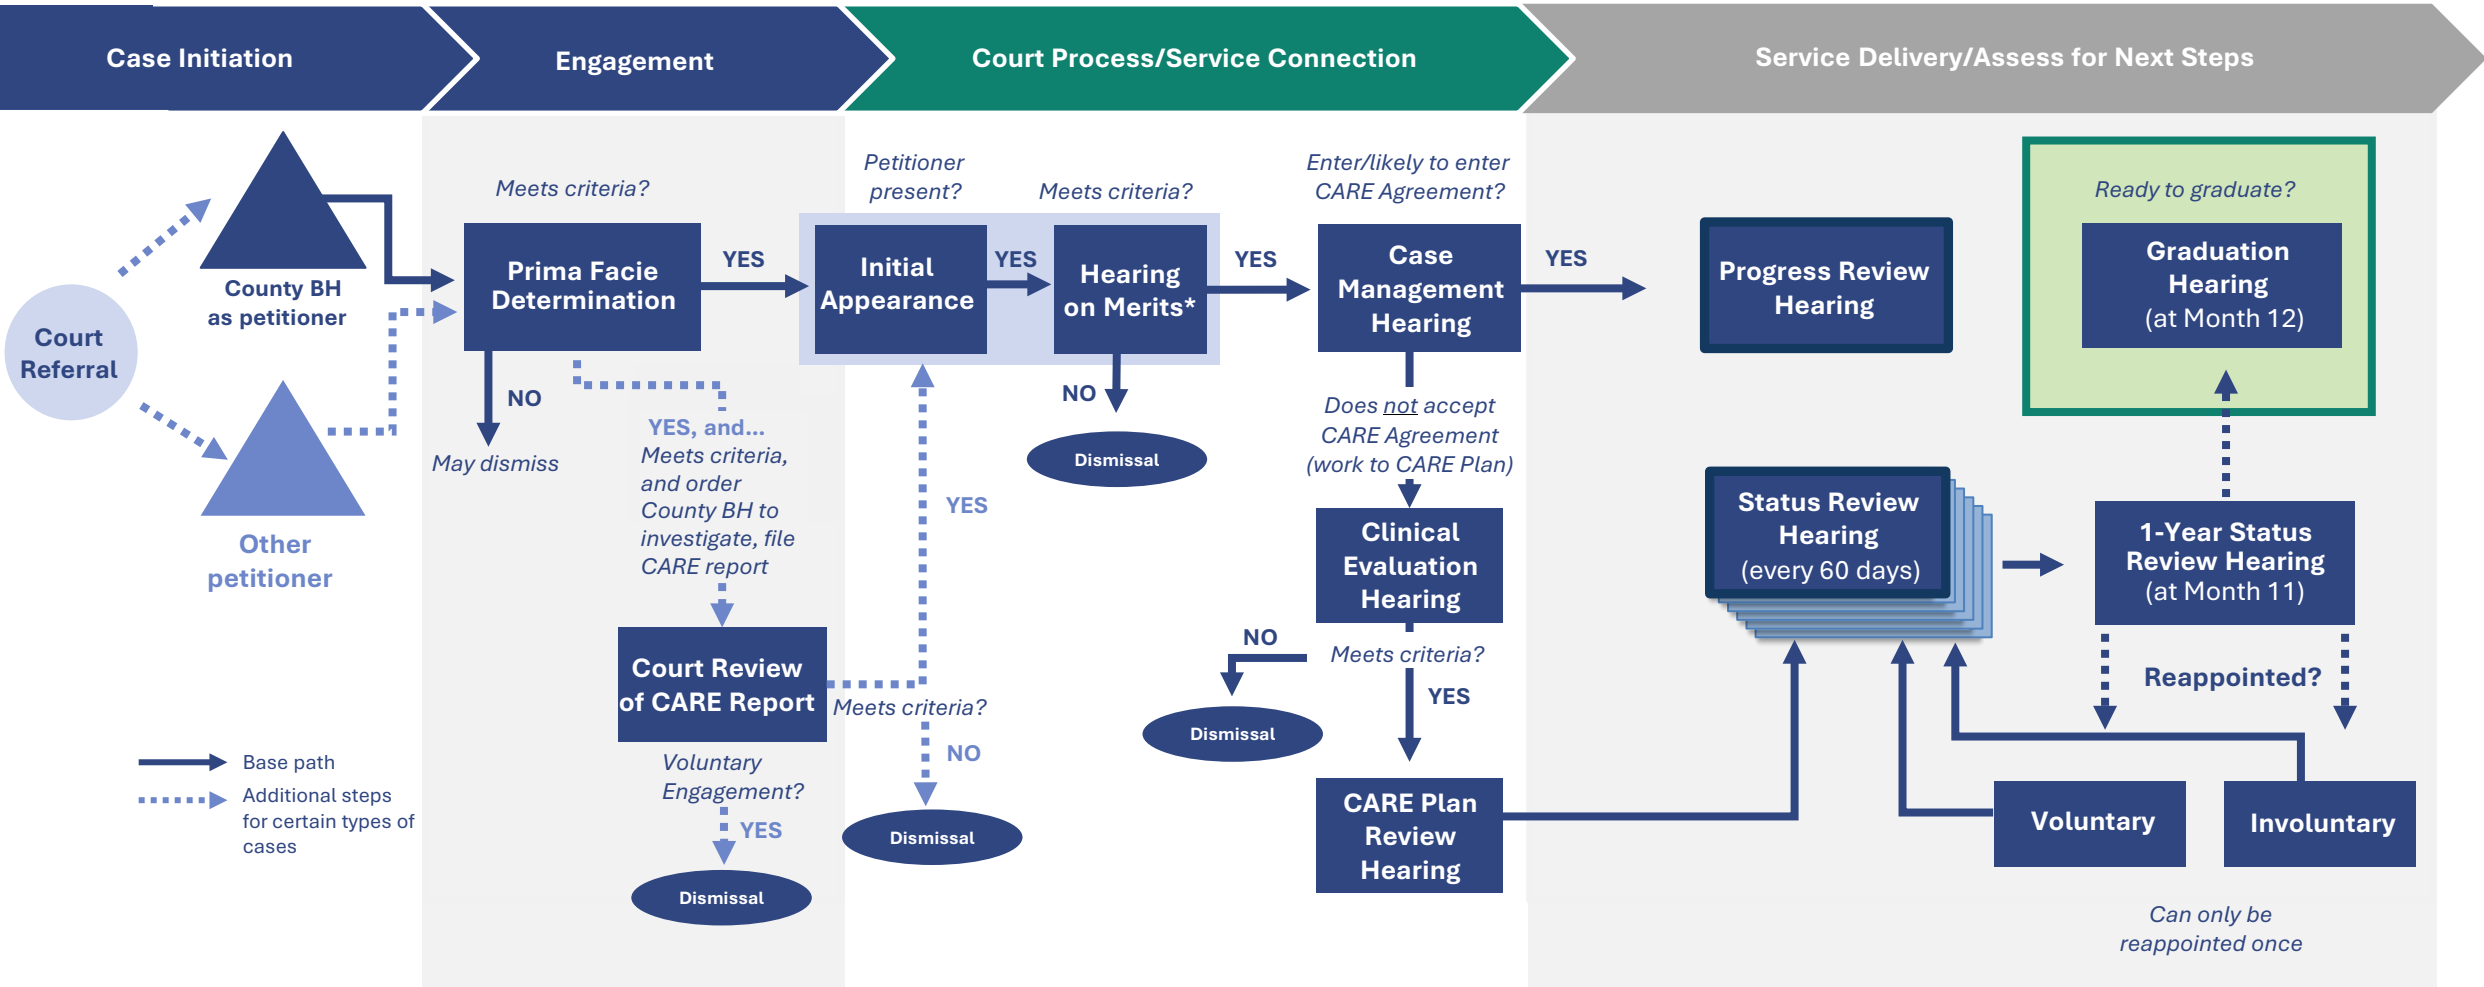 Case Initiation
Engagement
Court Process/Service Connection
Service Delivery/Assess for Next Steps
Court
Referral
County BH
as petitioner
Other
petitioner
Base path
Additional steps
for certain types of
cases
Meets criteria?
Prima Facie
Determination
YES
NO
May dismiss
YES, and...
Meets criteria,
and order
County BH to
investigate, file
CARE report
Court Review
of CARE Report
Voluntary
Engagement?
YES
Dismissal
Meets criteria?
YES
NO
Dismissal
Petitioner
present?
Initial
Appearance
YES
Meets criteria?
Hearing
on Merits*
NO
Dismissal
YES
Enter/likely to enter
CARE Agreement?
Case
Management
Hearing
YES
Does not accept
CARE Agreement
(work to CARE Plan)
Clinical
Evaluation
Hearing
Meets criteria?
NO
Dismissal
YES
CARE Plan
Review
Hearing
Progress Review
Hearing
Status Review
Hearing
(every 60 days)
Ready to graduate?
Graduation
Hearing
(at Month 12)
1-Year Status
Review Hearing
(at Month 11)
Reappointed?
Voluntary
Involuntary
Can only be
reappointed once